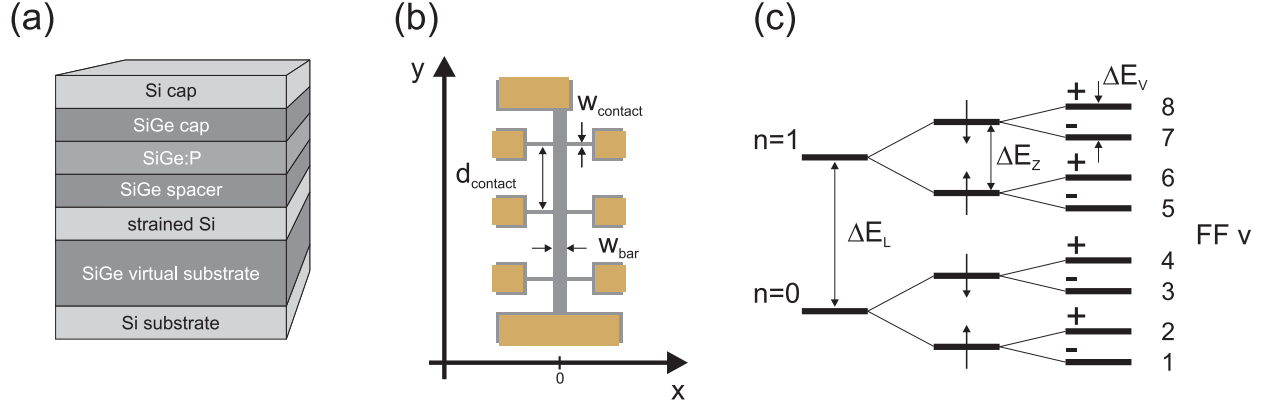 (a)
Si cap
SiGe cap
SiGe:P
SiGe spacer
strained Si
SiGe virtual substrate
Si substrate
(b)
y
w_contact
d_contact
w_bar
0
x
(c)
n=1
n=0
ΔE_L
ΔE_Z
ΔE_V
+ 8
- 7
+ 6
- 5
+ 4
- 3
+ 2
- 1
FF ν